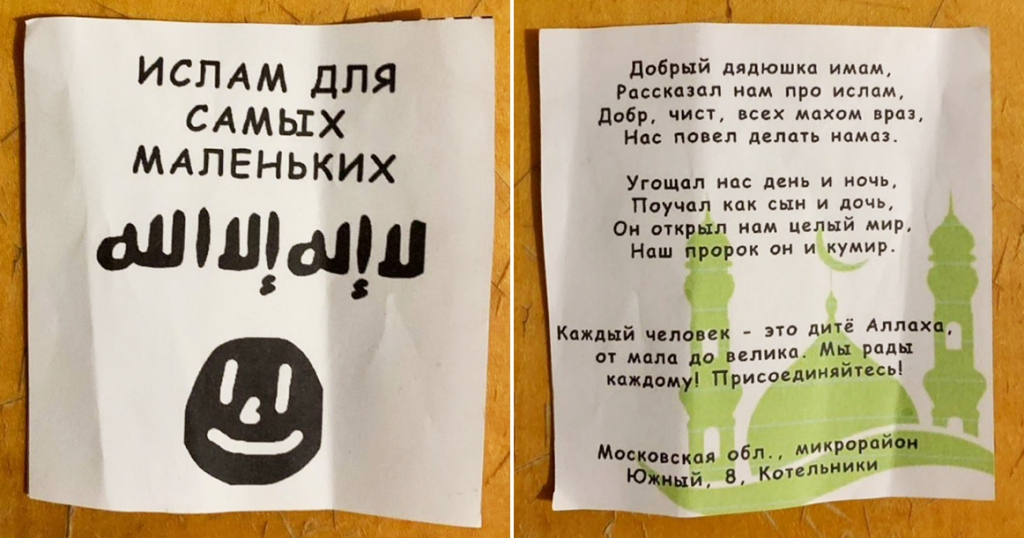 ИСЛАМ ДЛЯ
САМЫХ
МАЛЕНЬКИХ
لا إله إلا الله
Добрый дядюшка имам,
Рассказал нам про ислам,
Добр, чист, всех махом враз,
Нас повел делать намаз.
Угощал нас день и ночь,
Поучал как сын и дочь,
Он открыл нам целый мир,
Наш пророк он и кумир.
Каждый человек - это дитё Аллаха,
от мала до велика. Мы рады
каждому! Присоединяйтесь!
Московская обл., микрорайон
Южный, 8, Котельники